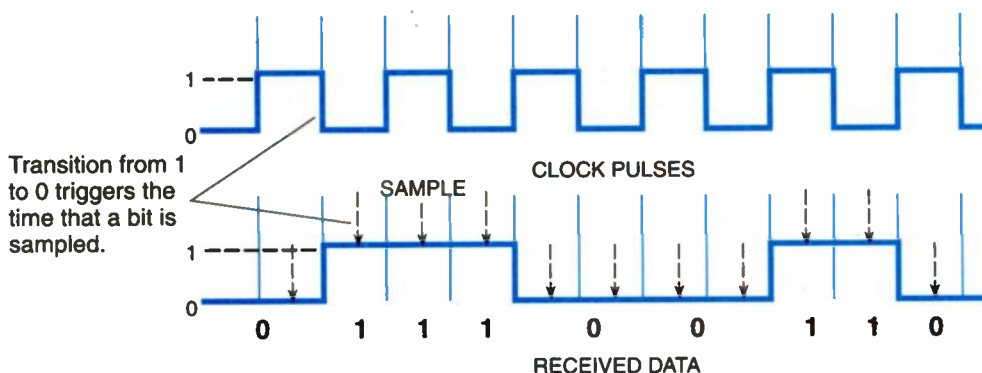 1
0
CLOCK PULSES
Transition from 1
to 0 triggers the
time that a bit is
sampled.
SAMPLE
1
0
0 1 1 1 0 0 1 1 0
RECEIVED DATA